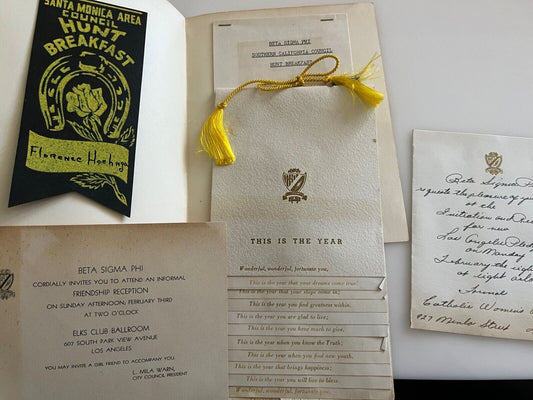 SANTA MONICA AREA
COUNCIL
HUNT
BREAKFAST
Florence
BETA SIGMA PHI
SOUTHERN CALIFORNIA COUNCIL
HUNT BREAKFAST
THIS IS THE YEAR
Wonderful, wonderful, fortunate you,
This is the year that your dreams come true!
This is the year that your ships come in;
This is the year you find greatness within.
This is the year you are glad to live;
This is the year you have much to give.
This is the year when you know the Truth;
This is the year when you find new youth.
This is the year that brings happiness;
This is the year you will live to bless.
Wonderful, wonderful, fortunate you,
BETA SIGMA PHI
CORDIALLY INVITES YOU TO ATTEND AN INFORMAL
FRIENDSHIP RECEPTION
ON SUNDAY AFTERNOON, FEBRUARY THIRD
AT TWO O'CLOCK
ELKS CLUB BALLROOM
607 SOUTH PARK VIEW AVENUE
LOS ANGELES
YOU MAY INVITE A GIRL FRIEND TO ACCOMPANY YOU.
L. MILA WARN,
CITY COUNCIL PRESIDENT
Beta Sigma
requests the pleasure of
at the
Initiation and
for new
Los Angeles
on Monday
February the
at eight
Formal
Catholic Women's
927 Menlo Street